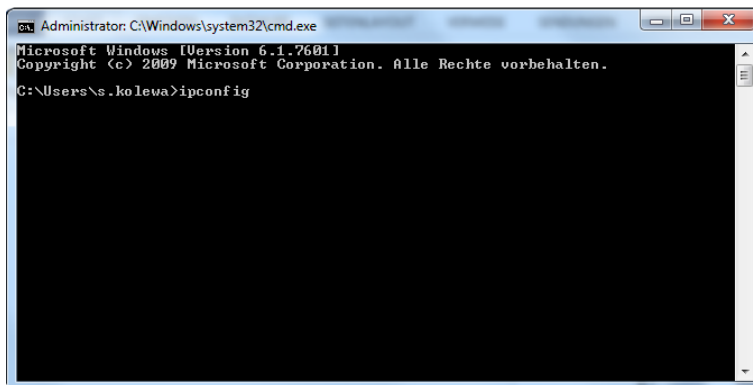 Administrator: C:\Windows\system32\cmd.exe
Microsoft Windows [Version 6.1.7601]
Copyright (c) 2009 Microsoft Corporation. Alle Rechte vorbehalten.
C:\Users\s.kolewa>ipconfig